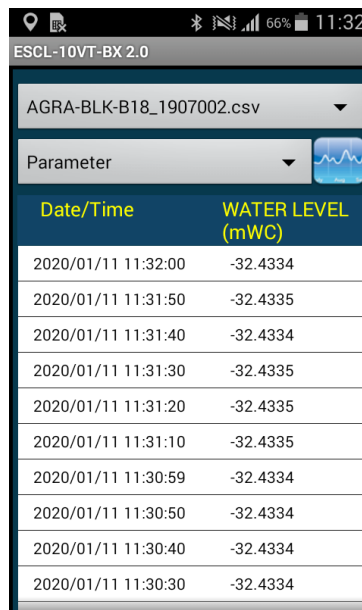 66% 11:32
ESCL-10VT-BX 2.0
AGRA-BLK-B18_1907002.csv
Parameter
Date/Time WATER LEVEL
(mWC)
2020/01/11 11:32:00 -32.4334
2020/01/11 11:31:50 -32.4335
2020/01/11 11:31:40 -32.4334
2020/01/11 11:31:30 -32.4335
2020/01/11 11:31:20 -32.4335
2020/01/11 11:31:10 -32.4335
2020/01/11 11:30:59 -32.4334
2020/01/11 11:30:50 -32.4334
2020/01/11 11:30:40 -32.4334
2020/01/11 11:30:30 -32.4334